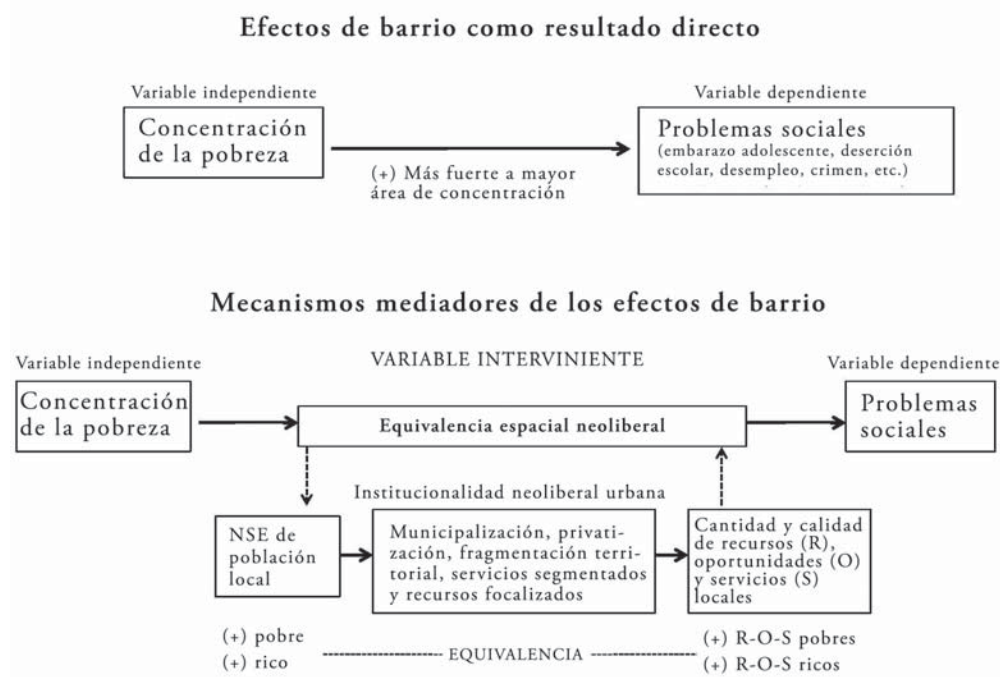 Efectos de barrio como resultado directo
Variable independiente
Concentración
de la pobreza
(+) Más fuerte a mayor
área de concentración
Variable dependiente
Problemas sociales
(embarazo adolescente, deserción
escolar, desempleo, crimen, etc.)
Mecanismos mediadores de los efectos de barrio
Variable independiente
Concentración
de la pobreza
VARIABLE INTERVINIENTE
Equivalencia espacial neoliberal
Variable dependiente
Problemas
sociales
NSE de
población
local
Institucionalidad neoliberal urbana
Municipalización, privati-
zación, fragmentación terri-
torial, servicios segmentados
y recursos focalizados
Cantidad y calidad
de recursos (R),
oportunidades (O)
y servicios (S)
locales
(+) pobre
(+) rico
EQUIVALENCIA
(+) R-O-S pobres
(+) R-O-S ricos